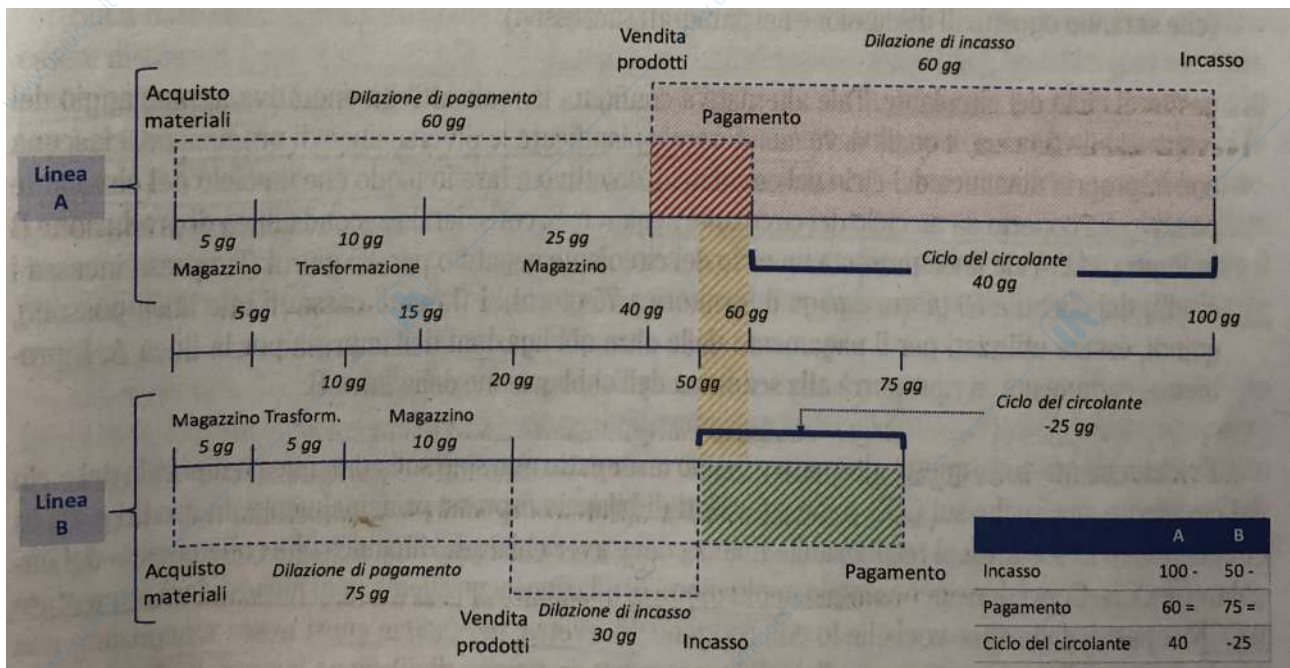 Vendita
prodotti
Dilazione di incasso
60 gg
Incasso
Acquisto
materiali
Dilazione di pagamento
60 gg
Pagamento
Linea
A
5 gg
10 gg
25 gg
Magazzino
Trasformazione
Magazzino
Ciclo del circolante
40 gg
5 gg
15 gg
40 gg
60 gg
100 gg
10 gg
20 gg
50 gg
75 gg
Magazzino Trasform.
Magazzino
5 gg
5 gg
10 gg
Ciclo del circolante
-25 gg
Linea
B
Acquisto
materiali
Dilazione di pagamento
75 gg
Pagamento
Vendita
prodotti
Dilazione di incasso
30 gg
Incasso
A B
Incasso 100 - 50 -
Pagamento 60 = 75 =
Ciclo del circolante 40 -25